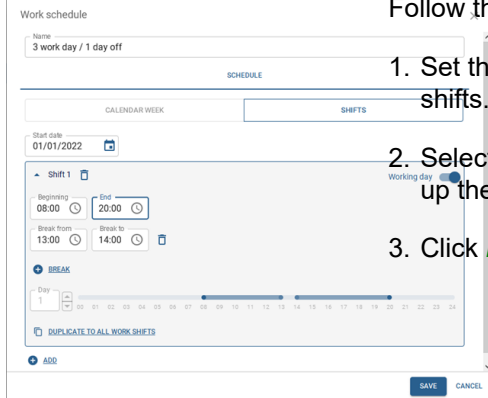 Work schedule
Follow th
Name
3 work day / 1 day off
SCHEDULE
1. Set th
shifts.
CALENDAR WEEK
SHIFTS
Start date
01/01/2022
2. Selec
Shift 1
Working day
up the
Beginning
08:00
End
20:00
Break from
13:00
Break to
14:00
3. Click
BREAK
Day
1
00 01 02 03 04 05 06 07 08 09 10 11 12 13 14 15 16 17 18 19 20 21 22 23 24
DUPLICATE TO ALL WORK SHIFTS
ADD
SAVE
CANCEL